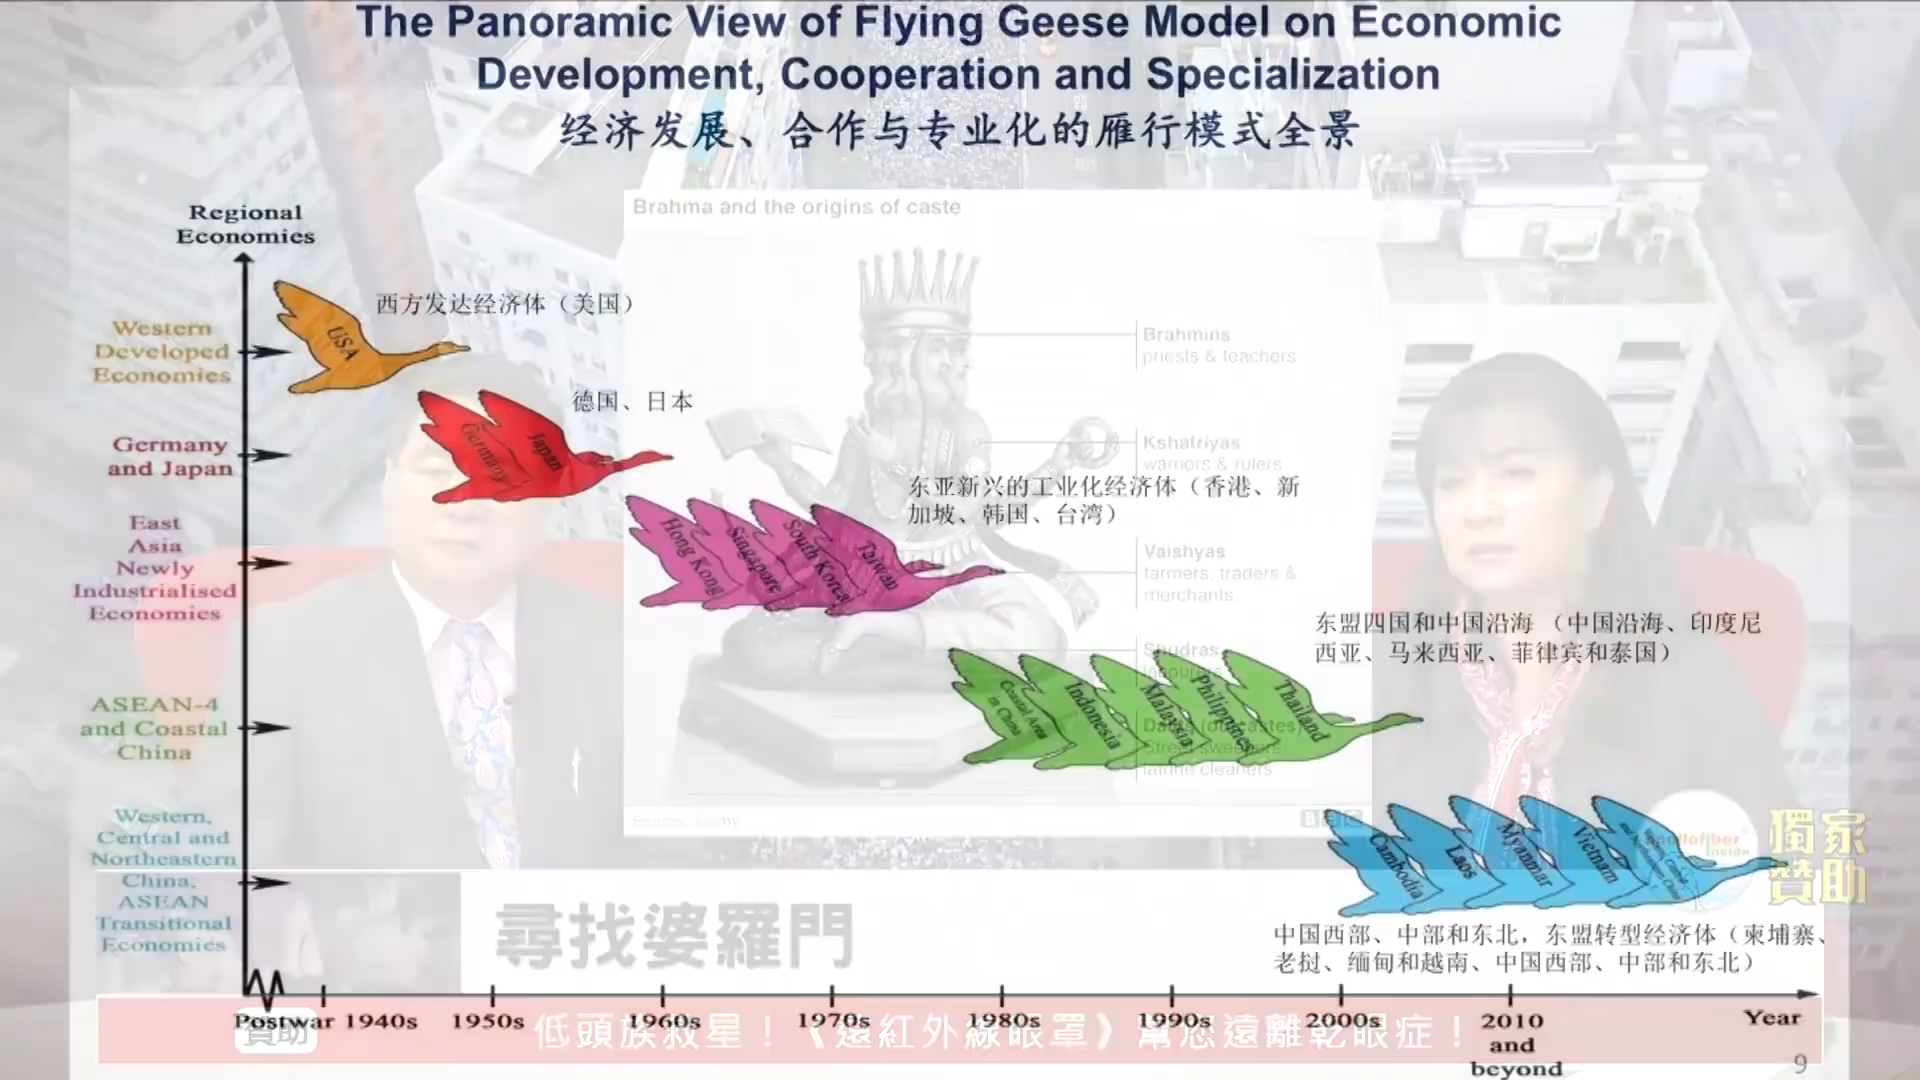 The Panoramic View of Flying Geese Model on Economic
Development, Cooperation and Specialization
经济发展、合作与专业化的雁行模式全景
Regional
Economies
Brahma and the origins of caste
西方发达经济体（美国）
USA
Western
Developed
Economies
Brahmins
priests & teachers
德国、日本
Germany
Japan
Germany
and Japan
Kshatriyas
warriors & rulers
东亚新兴的工业化经济体（香港、新
加坡、韩国、台湾）
East
Asia
Newly
Industrialised
Economies
Hong Kong
Singapore
South Korea
Taiwan
Vaishyas
farmers, traders &
merchants
东盟四国和中国沿海 （中国沿海、印度尼
西亚、马来西亚、菲律宾和泰国）
Shudras
ASEAN-4
and Coastal
China
Coastal Area
in China
Indonesia
Malaysia
Philippines
Thailand
Street sweepers
latrine cleaners
Western,
Central and
Northeastern
China,
ASEAN
Transitional
Economies
Cambodia
Laos
Myanmar
Vietnam
BBC
獨家
贊助
尋找婆羅門
中国西部、中部和东北，东盟转型经济体（柬埔寨、
老挝、缅甸和越南、中国西部、中部和东北）
Postwar 1940s 1950s 1960s 1970s 1980s 1990s 2000s 2010
and
beyond
Year
贊助
低頭族救星！《遠紅外線眼罩》幫您遠離乾眼症！
9